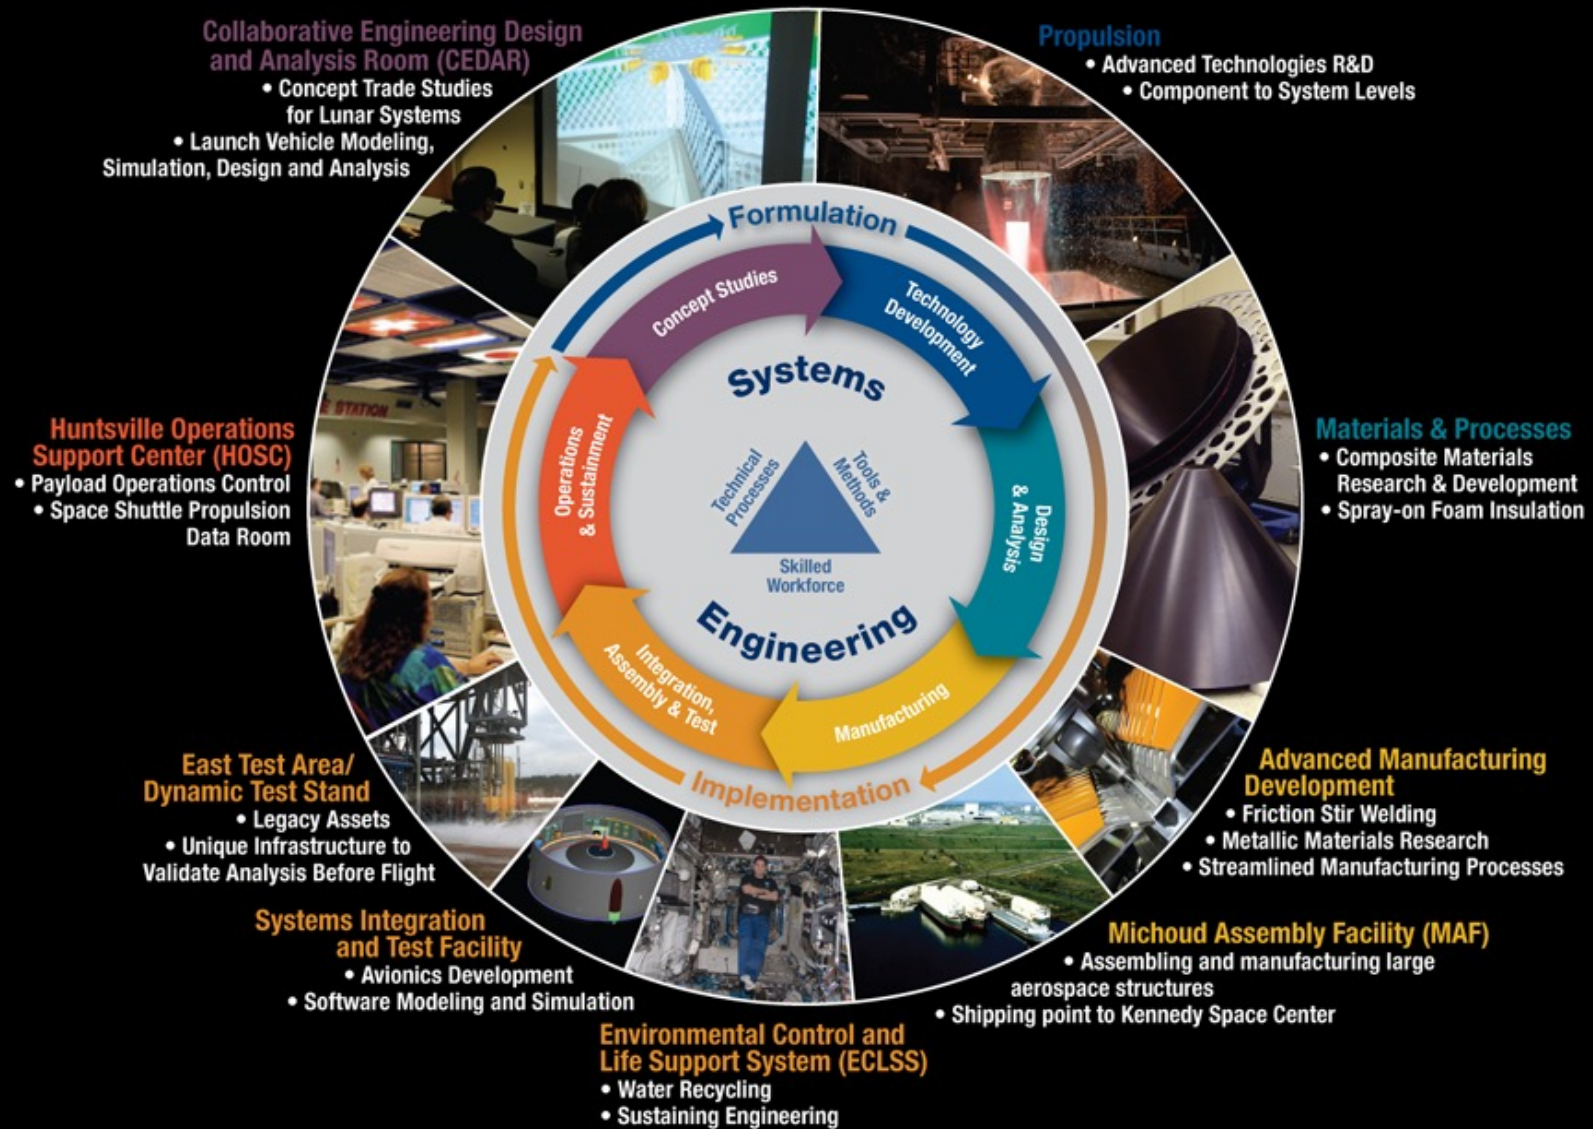 Collaborative Engineering Design
and Analysis Room (CEDAR)
• Concept Trade Studies
for Lunar Systems
• Launch Vehicle Modeling,
Simulation, Design and Analysis
Propulsion
• Advanced Technologies R&D
• Component to System Levels
Materials & Processes
• Composite Materials
Research & Development
• Spray-on Foam Insulation
Advanced Manufacturing
Development
• Friction Stir Welding
• Metallic Materials Research
• Streamlined Manufacturing Processes
Michoud Assembly Facility (MAF)
• Assembling and manufacturing large
aerospace structures
• Shipping point to Kennedy Space Center
Environmental Control and
Life Support System (ECLSS)
• Water Recycling
• Sustaining Engineering
Systems Integration
and Test Facility
• Avionics Development
• Software Modeling and Simulation
East Test Area/
Dynamic Test Stand
• Legacy Assets
• Unique Infrastructure to
Validate Analysis Before Flight
Huntsville Operations
Support Center (HOSC)
• Payload Operations Control
• Space Shuttle Propulsion
Data Room
STATION
Formulation
Concept Studies
Technology
Development
Design
& Analysis
Manufacturing
Integration,
Assembly & Test
Operations
& Sustainment
Implementation
Systems
Technical
Processes
Tools &
Methods
Skilled
Workforce
Engineering